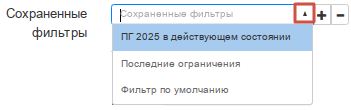 Сохраненные фильтры
Сохраненные
фильтры
ПГ 2025 в действующем состоянии
Последние ограничения
Фильтр по умолчанию